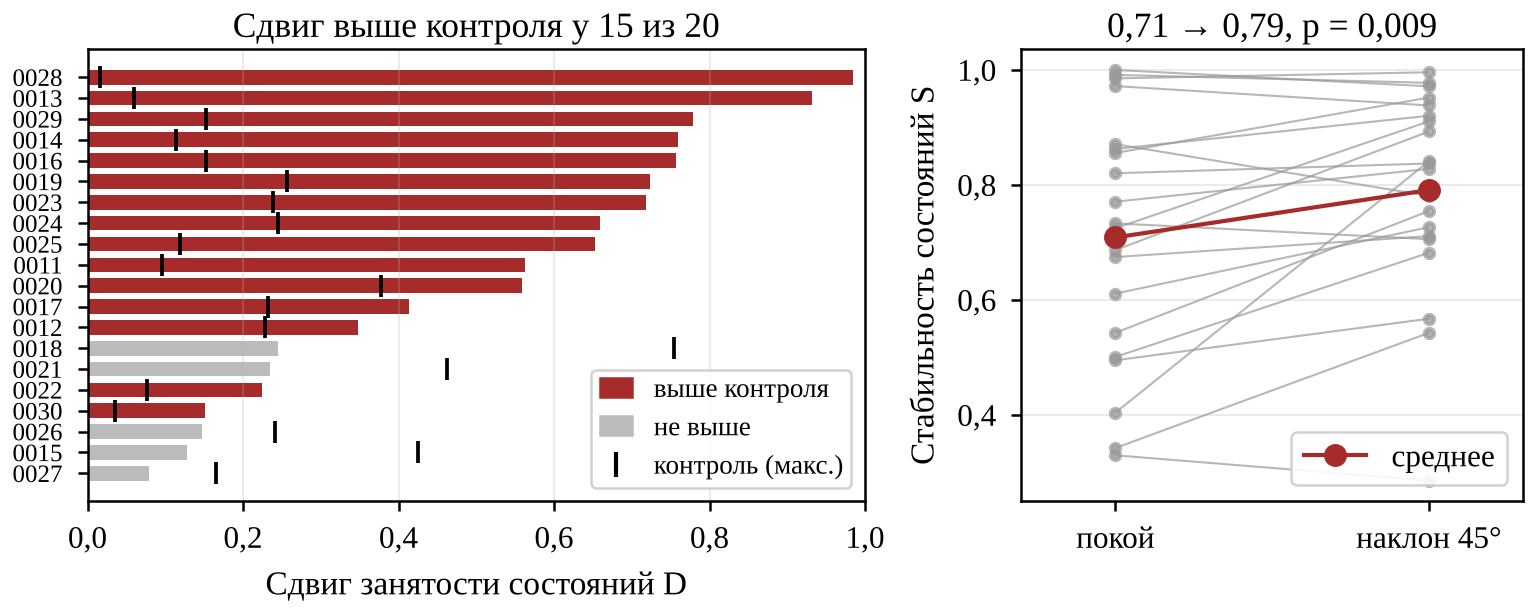 Сдвиг выше контроля у 15 из 20
0028
0013
0029
0014
0016
0019
0023
0024
0025
0011
0020
0017
0012
0018
0021
0022
0030
0026
0015
0027
выше контроля
не выше
контроль (макс.)
0,0 0,2 0,4 0,6 0,8 1,0
Сдвиг занятости состояний D
0,71 → 0,79, p = 0,009
Стабильность состояний S
1,0
0,8
0,6
0,4
среднее
покой наклон 45°